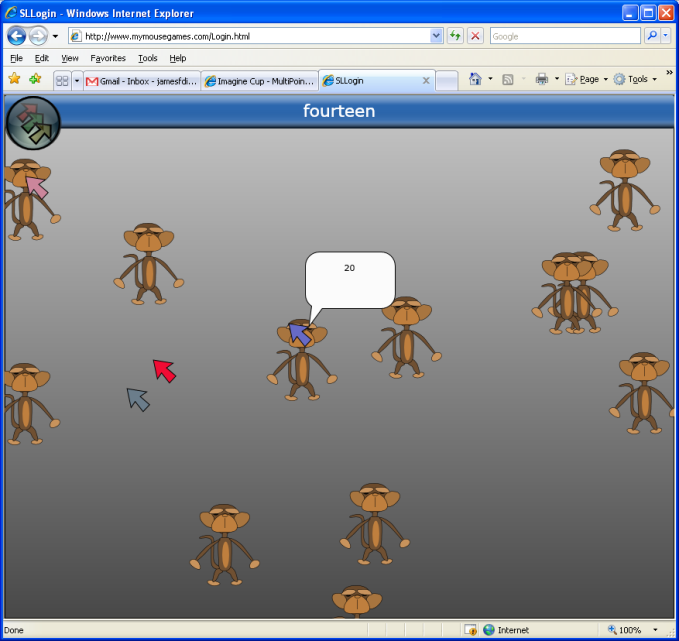 SLLogin - Windows Internet Explorer
http://www.mymousegames.com/Login.html
Google
File Edit View Favorites Tools Help
Gmail - Inbox - jamesfdi... Imagine Cup - MultiPoin... SLLogin
Page Tools
fourteen
20
Done Internet 100%